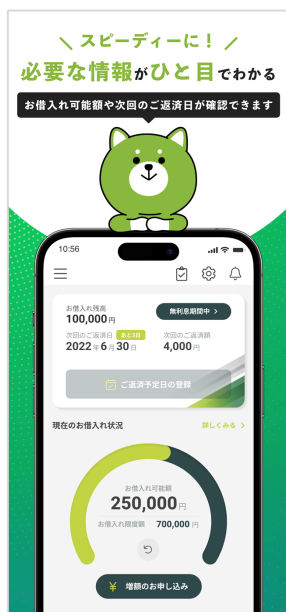 スピーディーに！
必要な情報がひと目でわかる
お借入れ可能額や次回のご返済日が確認できます
10:56
お借入れ残高
100,000円
無利息期間中
次回のご返済日 あと3日
2022年6月30日
次回のご返済額
4,000円
ご返済予定日の登録
現在のお借入れ状況
詳しくみる
お借入れ可能額
250,000円
お借入れ限度額 700,000円
増額のお申し込み